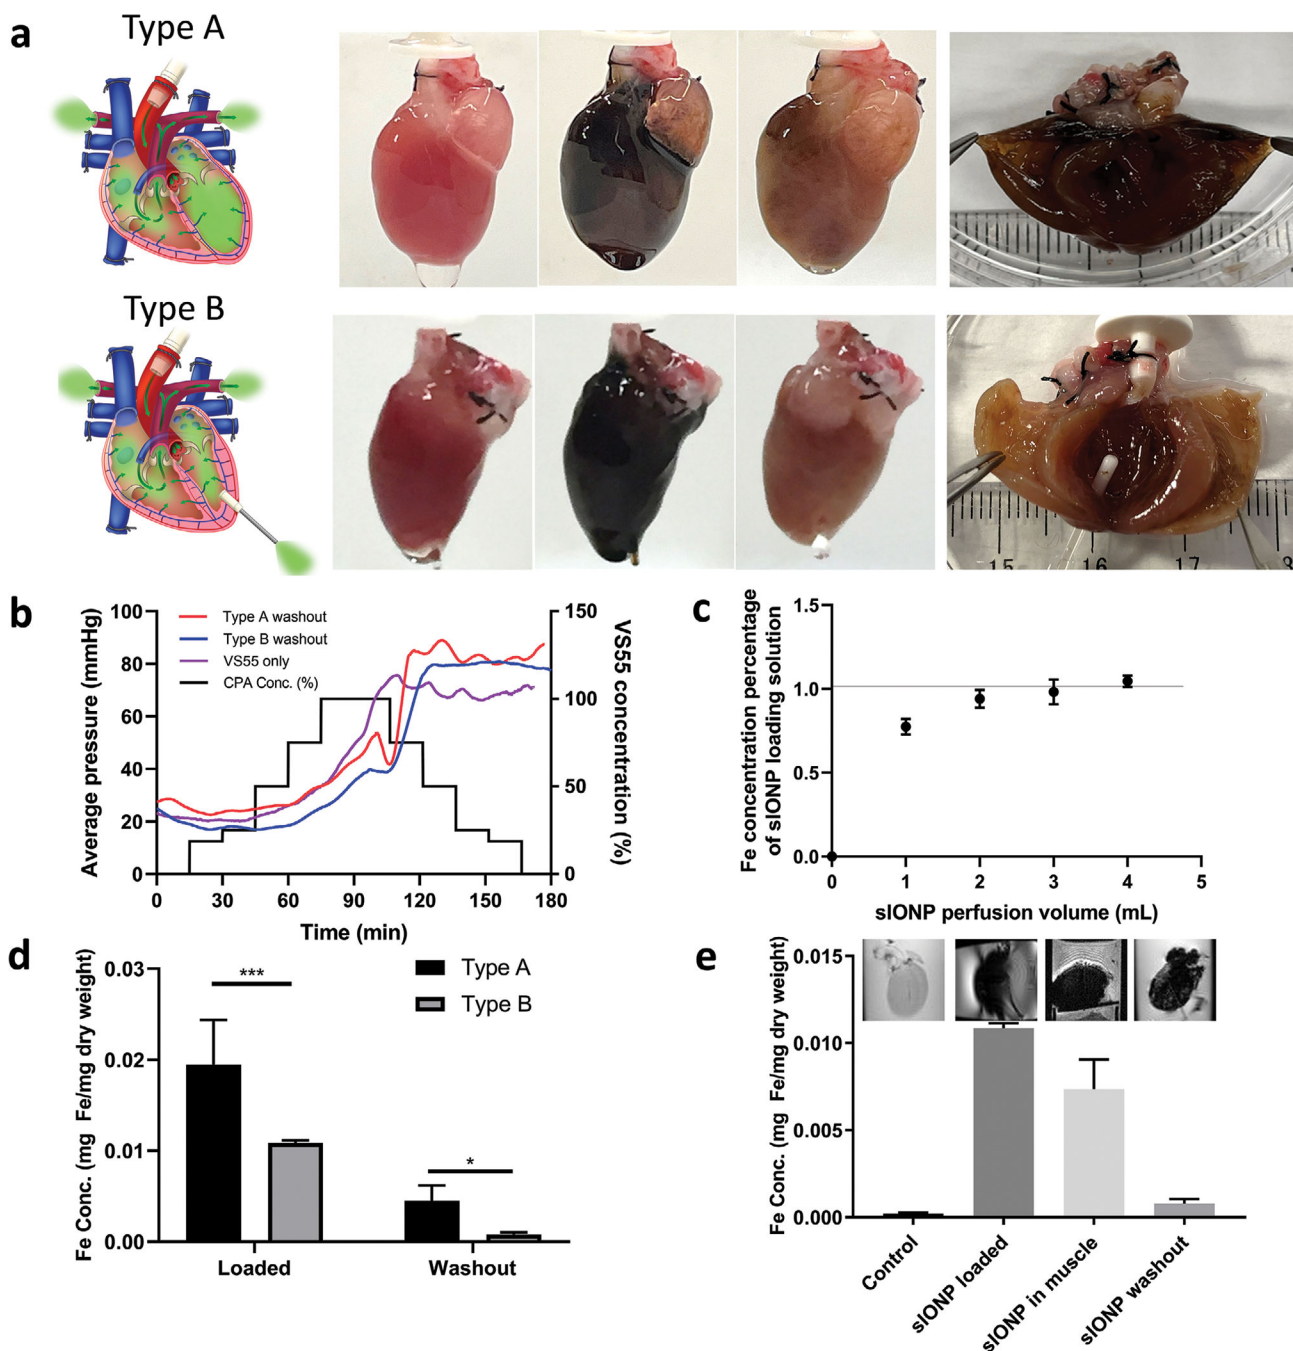 a
Type A
Type B
15 16 17 18
b
Average pressure (mmHg)
100
80
60
40
20
0
Type A washout
Type B washout
VS55 only
CPA Conc. (%)
150
100
50
0
VS55 concentration (%)
0 30 60 90 120 150 180
Time (min)
c
Fe concentration percentage
of sIONP loading solution
1.5
1.0
0.5
0.0
0 1 2 3 4 5
sIONP perfusion volume (mL)
d
Fe Conc. (mg Fe/mg dry weight)
0.03
0.02
0.01
0.00
***
*
Type A
Type B
Loaded Washout
e
Fe Conc. (mg Fe/mg dry weight)
0.015
0.010
0.005
0.000
Control
sIONP loaded
sIONP in muscle
sIONP washout